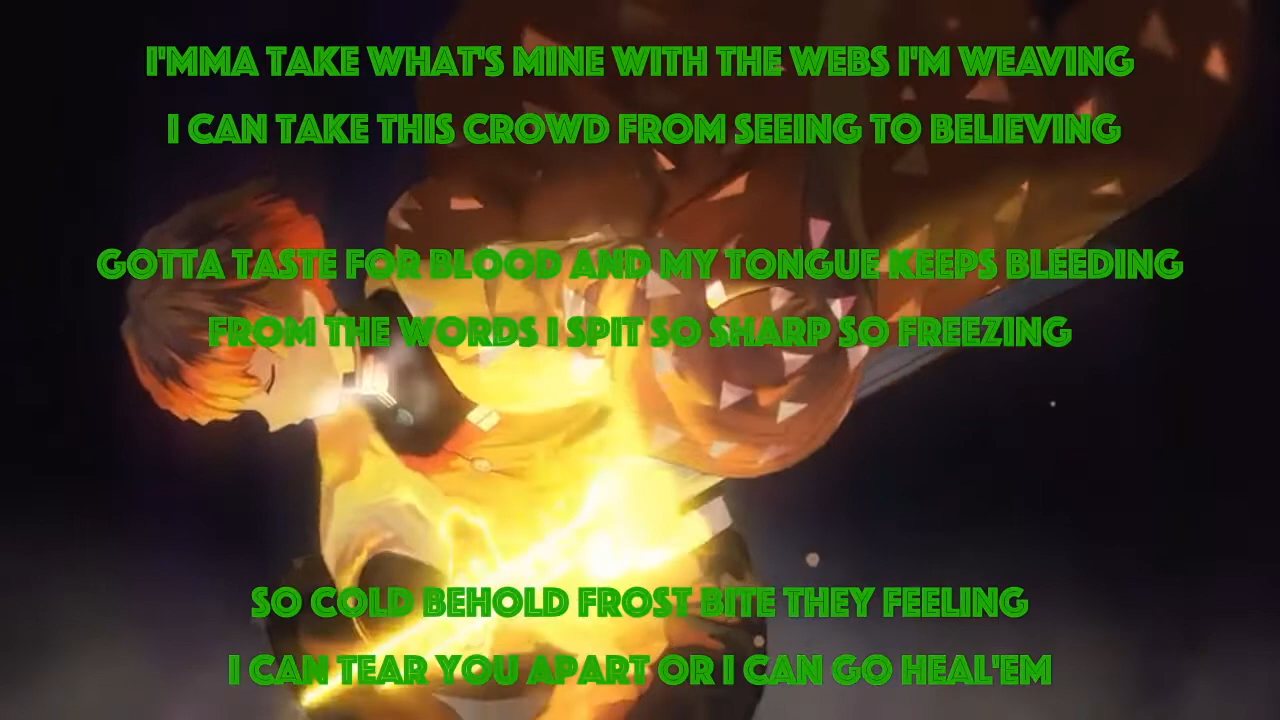 I'MMA TAKE WHAT'S MINE WITH THE WEBS I'M WEAVING
I CAN TAKE THIS CROWD FROM SEEING TO BELIEVING
GOTTA TASTE FOR BLOOD AND MY TONGUE KEEPS BLEEDING
FROM THE WORDS I SPIT SO SHARP SO FREEZING
SO COLD BEHOLD FROST BITE THEY FEELING
I CAN TEAR YOU APART OR I CAN GO HEAL'EM